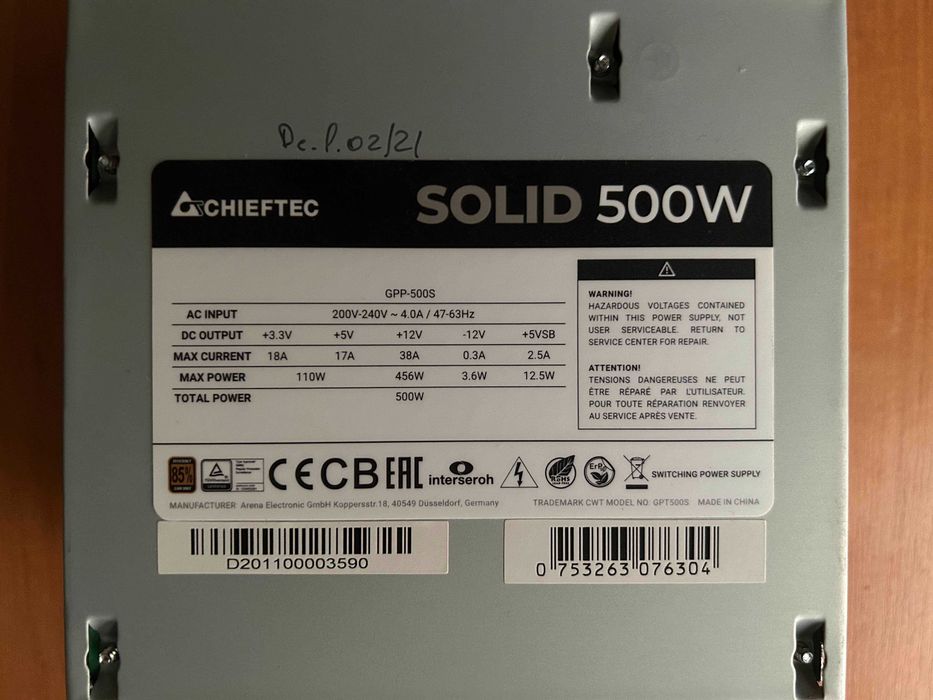 Dc. P. 02/21
CHIEFTEC
SOLID 500W
GPP-500S
AC INPUT 200V-240V ~ 4.0A / 47-63Hz
DC OUTPUT +3.3V +5V +12V -12V +5VSB
MAX CURRENT 18A 17A 38A 0.3A 2.5A
MAX POWER 110W 456W 3.6W 12.5W
TOTAL POWER 500W
WARNING!
HAZARDOUS VOLTAGES CONTAINED
WITHIN THIS POWER SUPPLY, NOT
USER SERVICEABLE. RETURN TO
SERVICE CENTER FOR REPAIR.
ATTENTION!
TENSIONS DANGEREUSES NE PEUT
ÊTRE RÉPARÉ PAR L'UTILISATEUR.
POUR TOUTE RÉPARATION RENVOYER
AU SERVICE APRÈS VENTE.
85%
CE CB EAC interseroh RoHS ErP SWITCHING POWER SUPPLY
MANUFACTURER: Arena Electronic GmbH Koppersstr.18, 40549 Düsseldorf, Germany
TRADEMARK CWT MODEL NO: GPT500S MADE IN CHINA
D201100003590
0 753263 076304